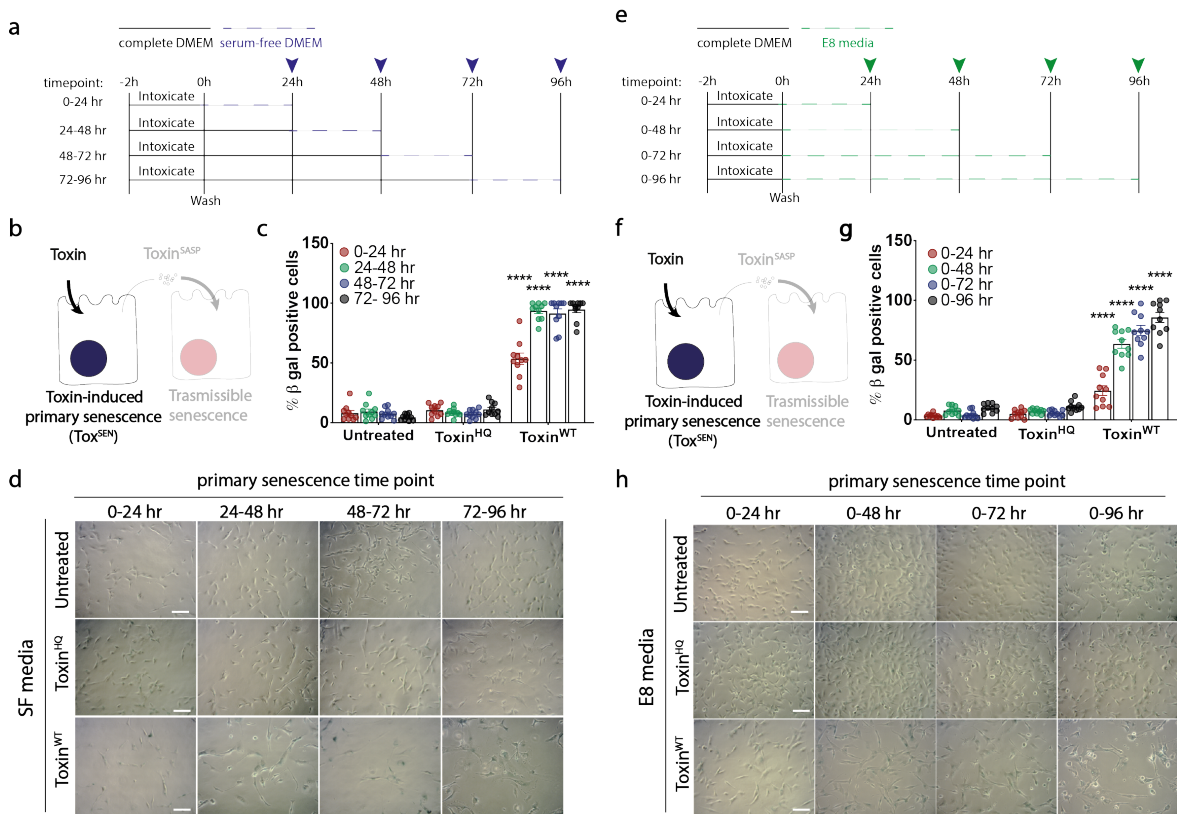 a
complete DMEM serum-free DMEM
timepoint: -2h 0h 24h 48h 72h 96h
0-24 hr Intoxicate
24-48 hr Intoxicate
48-72 hr Intoxicate
72-96 hr Intoxicate
Wash
b
Toxin
ToxinSASP
Toxin-induced
primary senescence
(ToxSEN)
Trasmissible
senescence
c
% β gal positive cells
150
100
50
0
0-24 hr
24-48 hr
48-72 hr
72- 96 hr
****
****
****
****
Untreated ToxinHQ ToxinWT
d
primary senescence time point
0-24 hr 24-48 hr 48-72 hr 72-96 hr
SF media
Untreated
ToxinHQ
ToxinWT
e
complete DMEM E8 media
timepoint: -2h 0h 24h 48h 72h 96h
0-24 hr Intoxicate
0-48 hr Intoxicate
0-72 hr Intoxicate
0-96 hr Intoxicate
Wash
f
Toxin
ToxinSASP
Toxin-induced
primary senescence
(ToxSEN)
Trasmissible
senescence
g
% β gal positive cells
150
100
50
0
0-24 hr
0-48 hr
0-72 hr
0-96 hr
****
****
****
****
Untreated ToxinHQ ToxinWT
h
primary senescence time point
0-24 hr 0-48 hr 0-72 hr 0-96 hr
E8 media
Untreated
ToxinHQ
ToxinWT